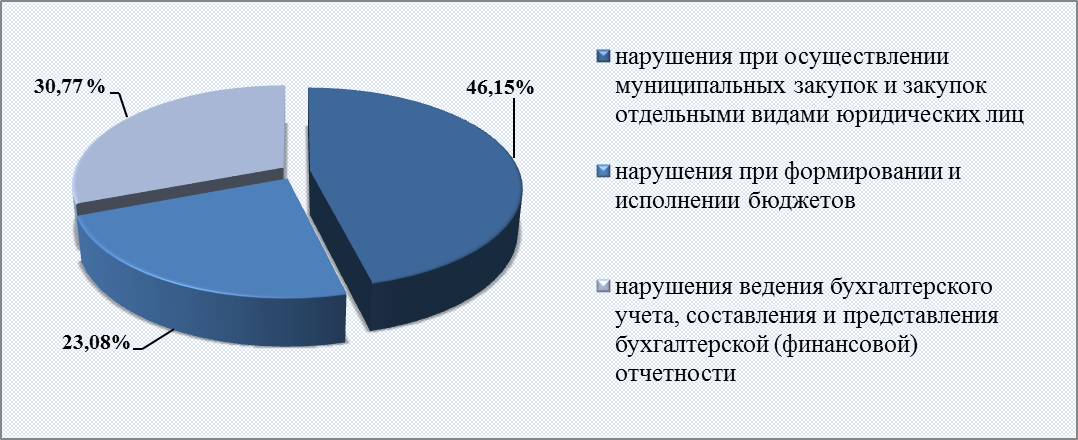 30,77 %
46,15%
23,08%
нарушения при осуществлении
муниципальных закупок и закупок
отдельными видами юридических лиц
нарушения при формировании и
исполнении бюджетов
нарушения ведения бухгалтерского
учета, составления и представления
бухгалтерской (финансовой)
отчетности